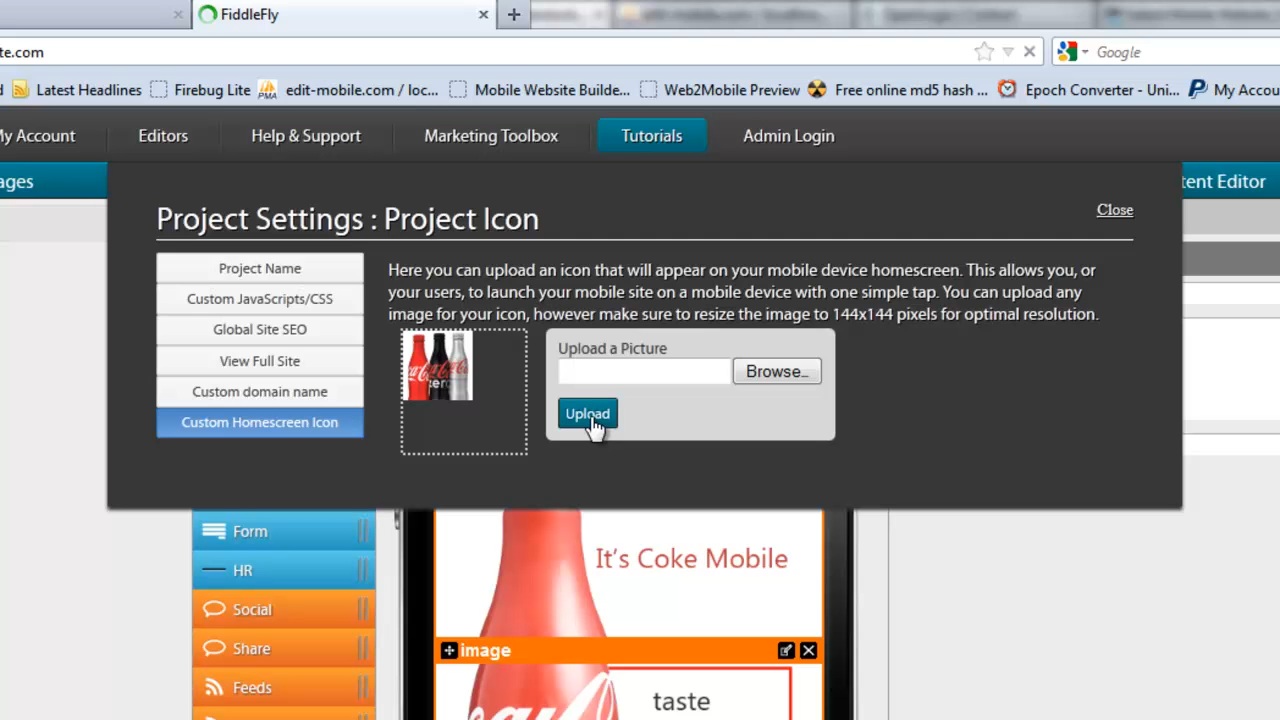 FiddleFly
te.com
Google
Latest Headlines
Firebug Lite
edit-mobile.com / loc...
Mobile Website Builde...
Web2Mobile Preview
Free online md5 hash ...
Epoch Converter - Uni...
My Accou
My Account
Editors
Help & Support
Marketing Toolbox
Tutorials
Admin Login
ages
tent Editor
Project Settings : Project Icon
Close
Project Name
Custom JavaScripts/CSS
Global Site SEO
View Full Site
Custom domain name
Custom Homescreen Icon
Here you can upload an icon that will appear on your mobile device homescreen. This allows you, or
your users, to launch your mobile site on a mobile device with one simple tap. You can upload any
image for your icon, however make sure to resize the image to 144x144 pixels for optimal resolution.
zero
Upload a Picture
Browse...
Upload
Form
HR
Social
Share
Feeds
It's Coke Mobile
image
taste